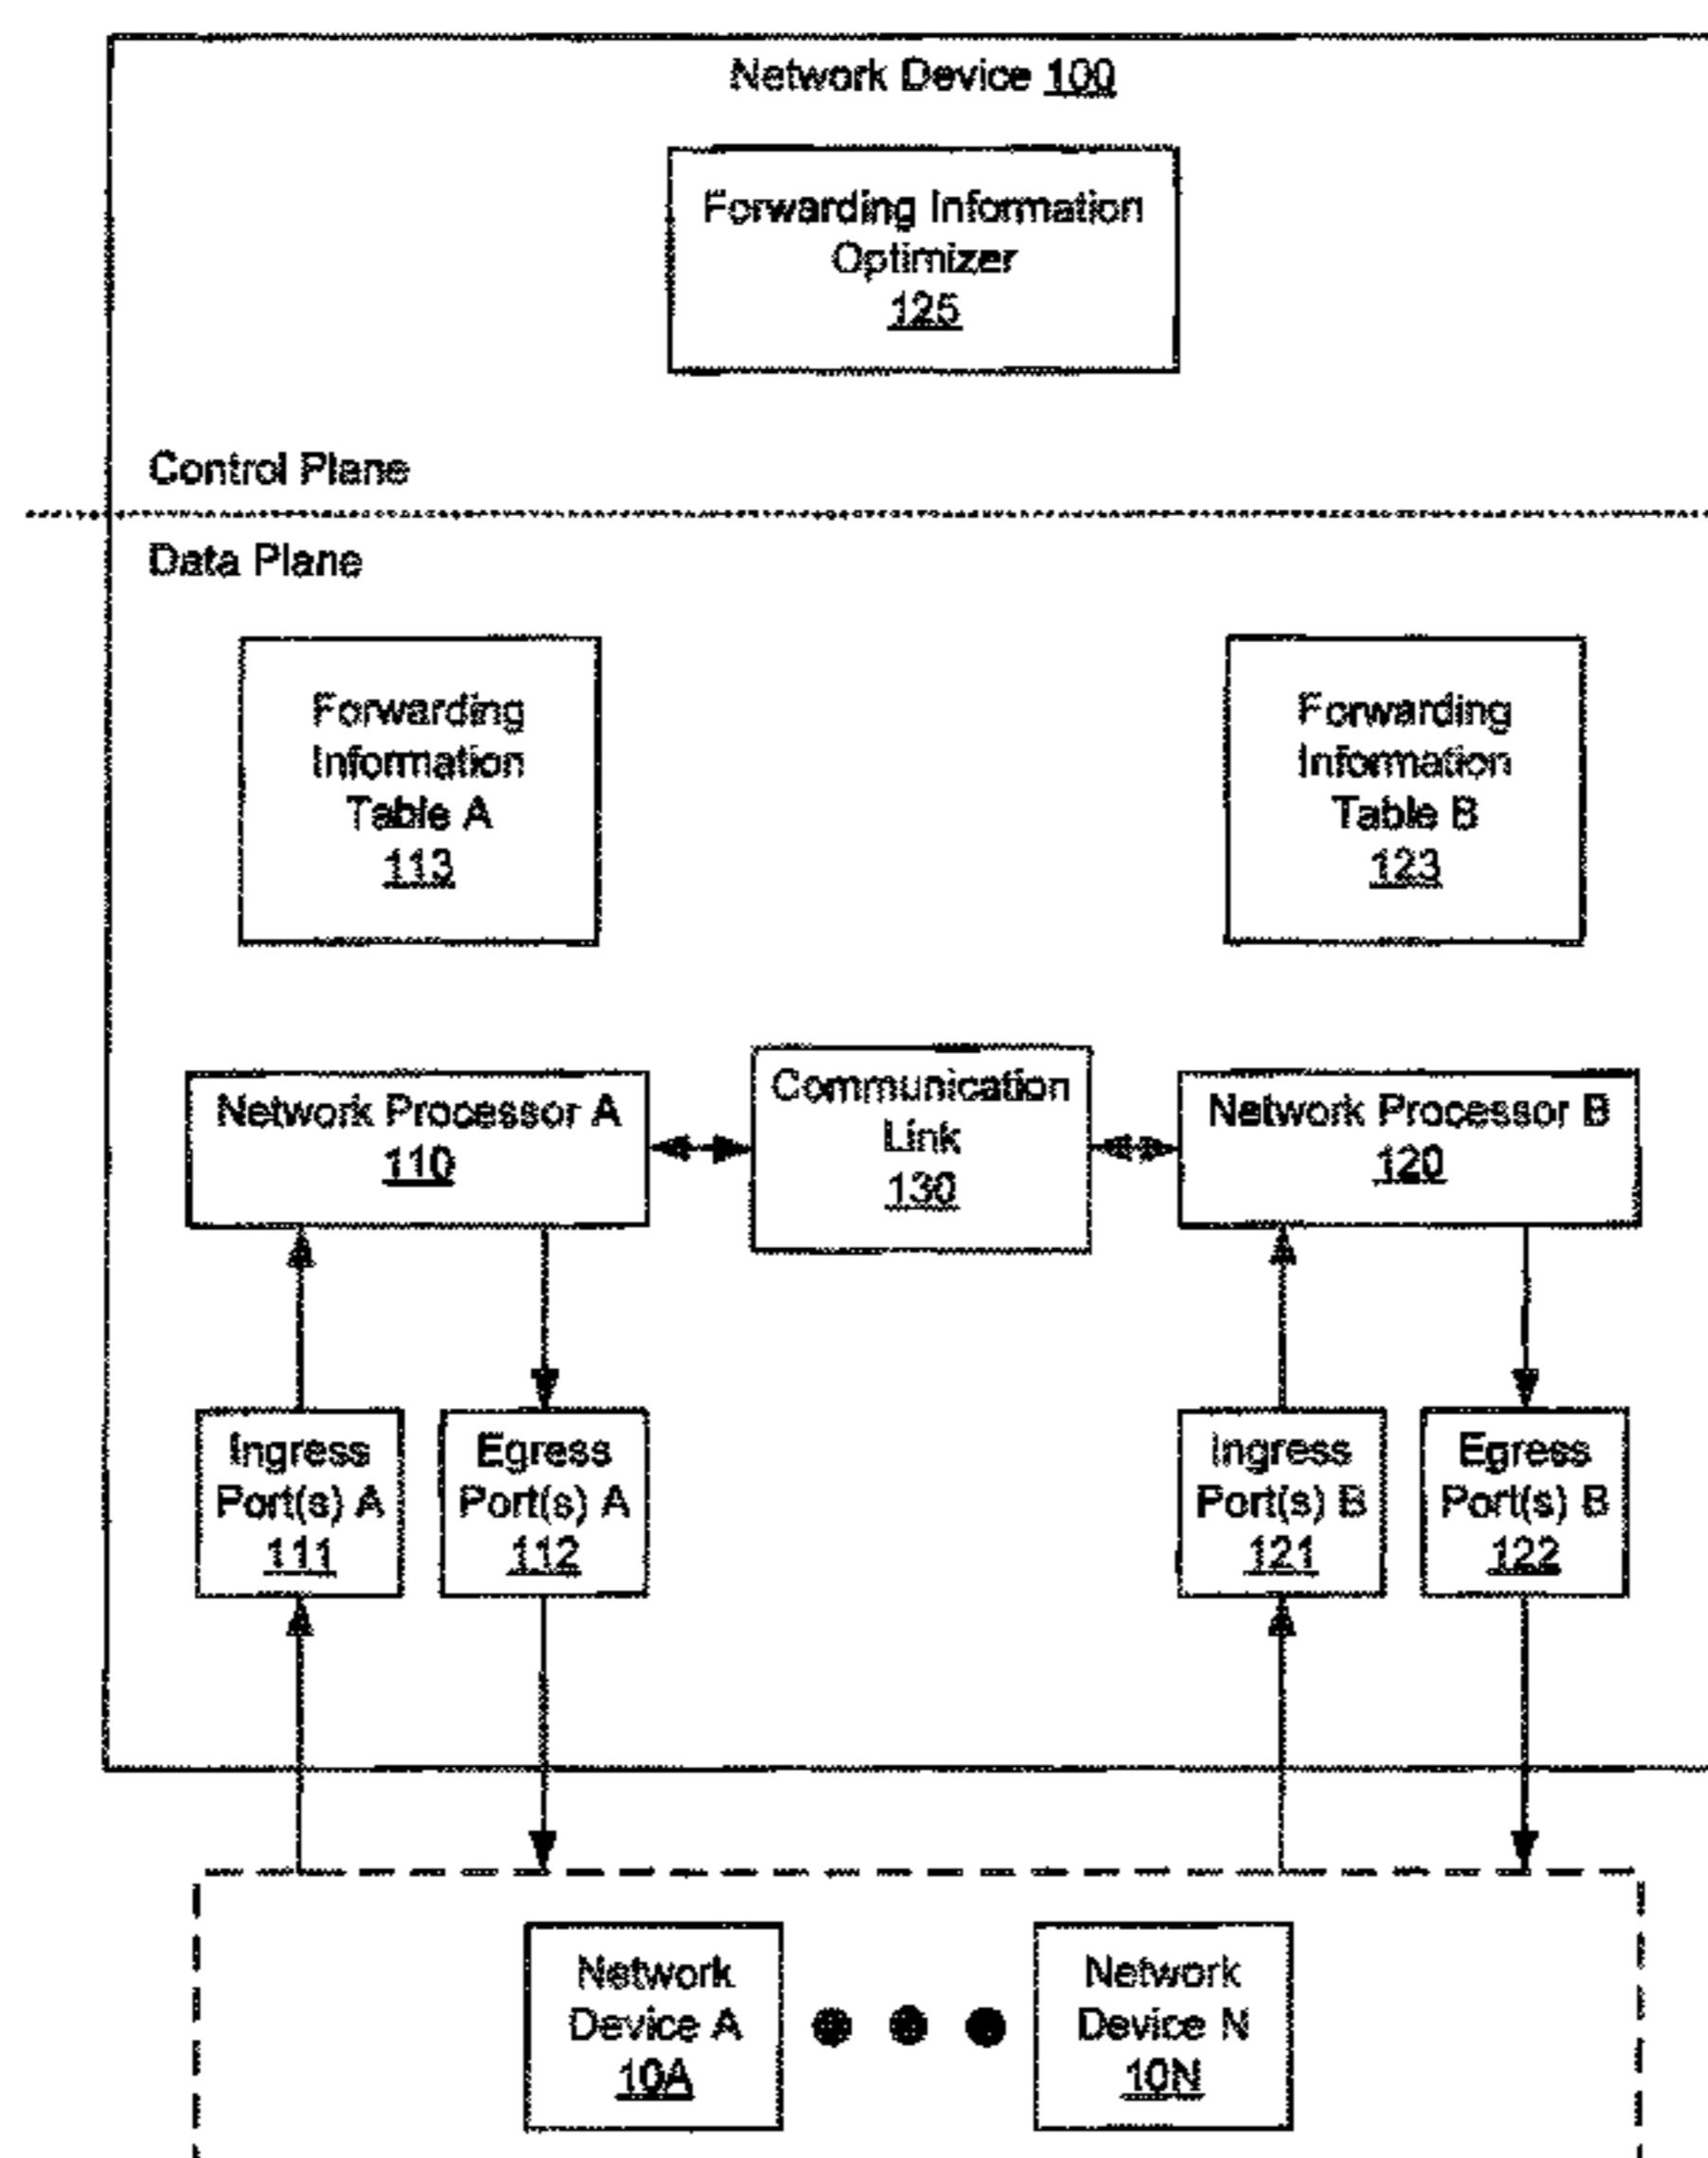 Network Device 100
Forwarding Information
Optimizer
125
Control Plane
Data Plane
Forwarding
Information
Table A
113
Forwarding
Information
Table B
123
Network Processor A
110
Communication
Link
130
Network Processor B
120
Ingress
Port(s) A
111
Egress
Port(s) A
112
Ingress
Port(s) B
121
Egress
Port(s) B
122
Network
Device A
10A
Network
Device N
10N